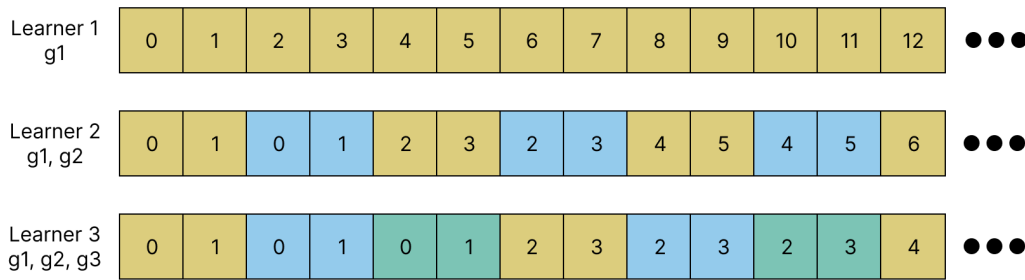 Learner 1
g1
0 1 2 3 4 5 6 7 8 9 10 11 12
Learner 2
g1, g2
0 1 0 1 2 3 2 3 4 5 4 5 6
Learner 3
g1, g2, g3
0 1 0 1 0 1 2 3 2 3 2 3 4